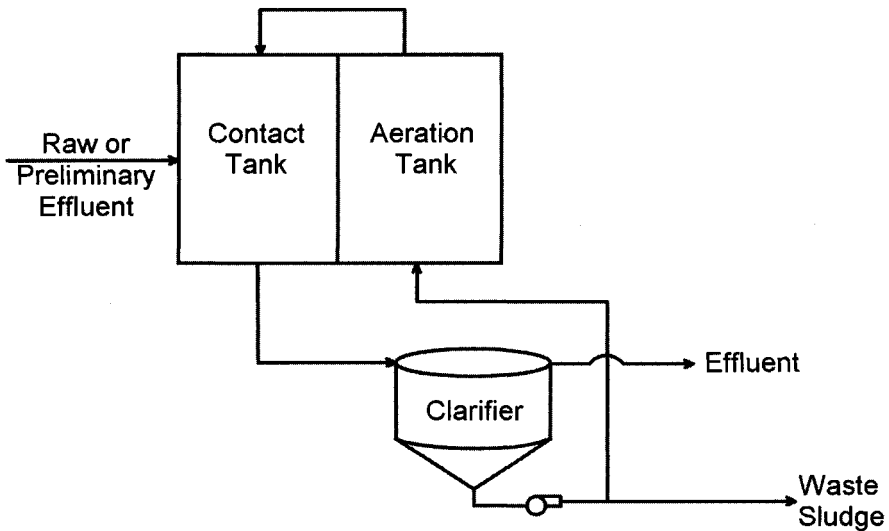 Raw or
Preliminary
Effluent
Contact
Tank
Aeration
Tank
Effluent
Clarifier
Waste
Sludge